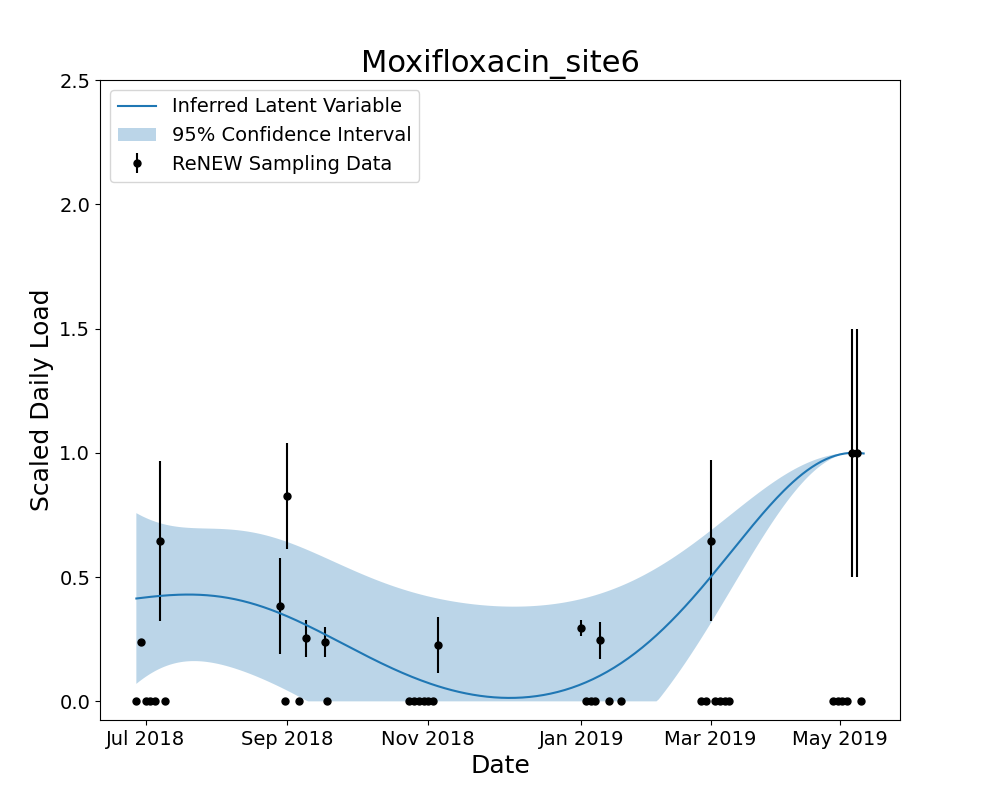 Moxifloxacin_site6
2.5
Inferred Latent Variable
95% Confidence Interval
ReNEW Sampling Data
2.0
1.5
1.0
0.5
0.0
Scaled Daily Load
Jul 2018 Sep 2018 Nov 2018 Jan 2019 Mar 2019 May 2019
Date